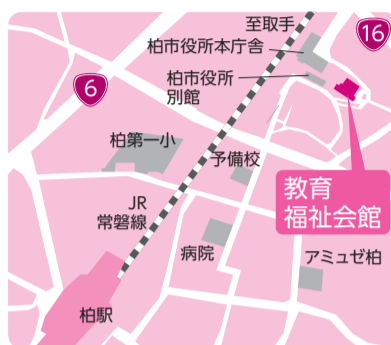 至取手
16
柏市役所本庁舎
柏市役所
別館
6
柏第一小
予備校
教育
福祉会館
JR
常磐線
病院
アミュゼ柏
柏駅